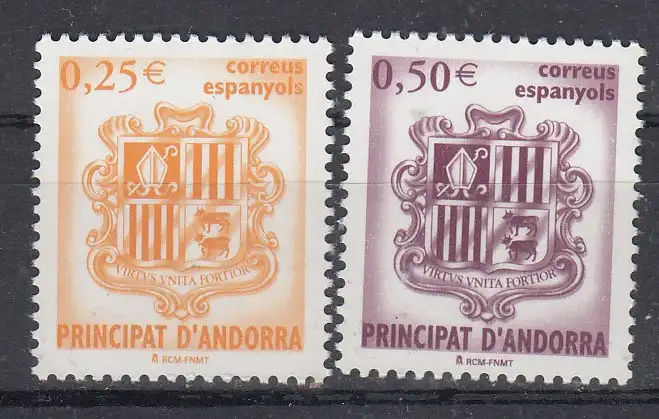 0,25€
correus
espanyols
VIRTVS VNITA FORTIOR
PRINCIPAT D'ANDORRA
RCM-FNMT
0,50€
correus
espanyols
VIRTVS VNITA FORTIOR
PRINCIPAT D'ANDORRA
RCM-FNMT